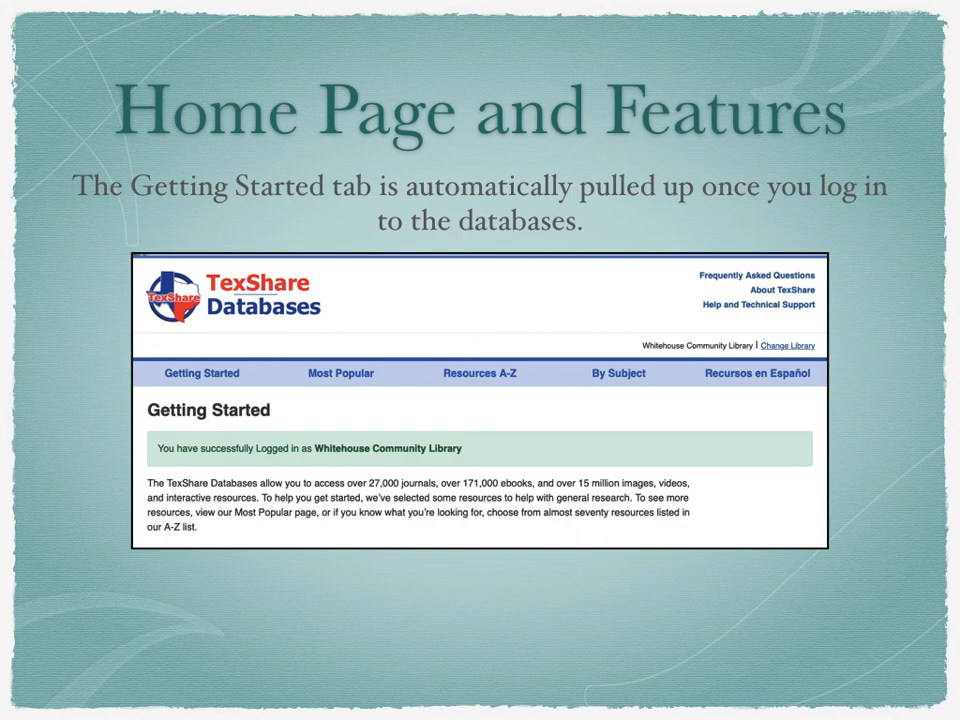 Home Page and Features
The Getting Started tab is automatically pulled up once you log in
to the databases.
TexShare
TexShare
Databases
Frequently Asked Questions
About TexShare
Help and Technical Support
Whitehouse Community Library | Change Library
Getting Started Most Popular Resources A-Z By Subject Recursos en Español
Getting Started
You have successfully Logged in as Whitehouse Community Library
The TexShare Databases allow you to access over 27,000 journals, over 171,000 ebooks, and over 15 million images, videos,
and interactive resources. To help you get started, we've selected some resources to help with general research. To see more
resources, view our Most Popular page, or if you know what you're looking for, choose from almost seventy resources listed in
our A-Z list.